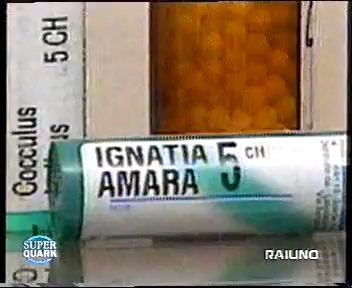 Cocculus
5 CH
IGNATIA 5 CH
AMARA
SUPER
QUARK
RAIUNO